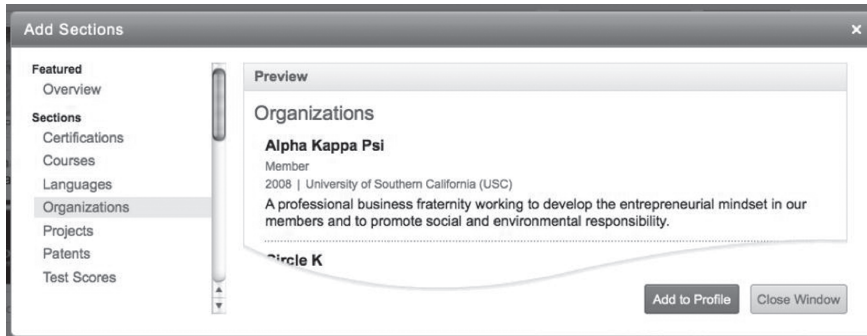 Add Sections
×
Featured
Overview
Sections
Certifications
Courses
Languages
Organizations
Projects
Patents
Test Scores
Preview
Organizations
Alpha Kappa Psi
Member
2008 | University of Southern California (USC)
A professional business fraternity working to develop the entrepreneurial mindset in our
members and to promote social and environmental responsibility.
Circle K
Add to Profile
Close Window